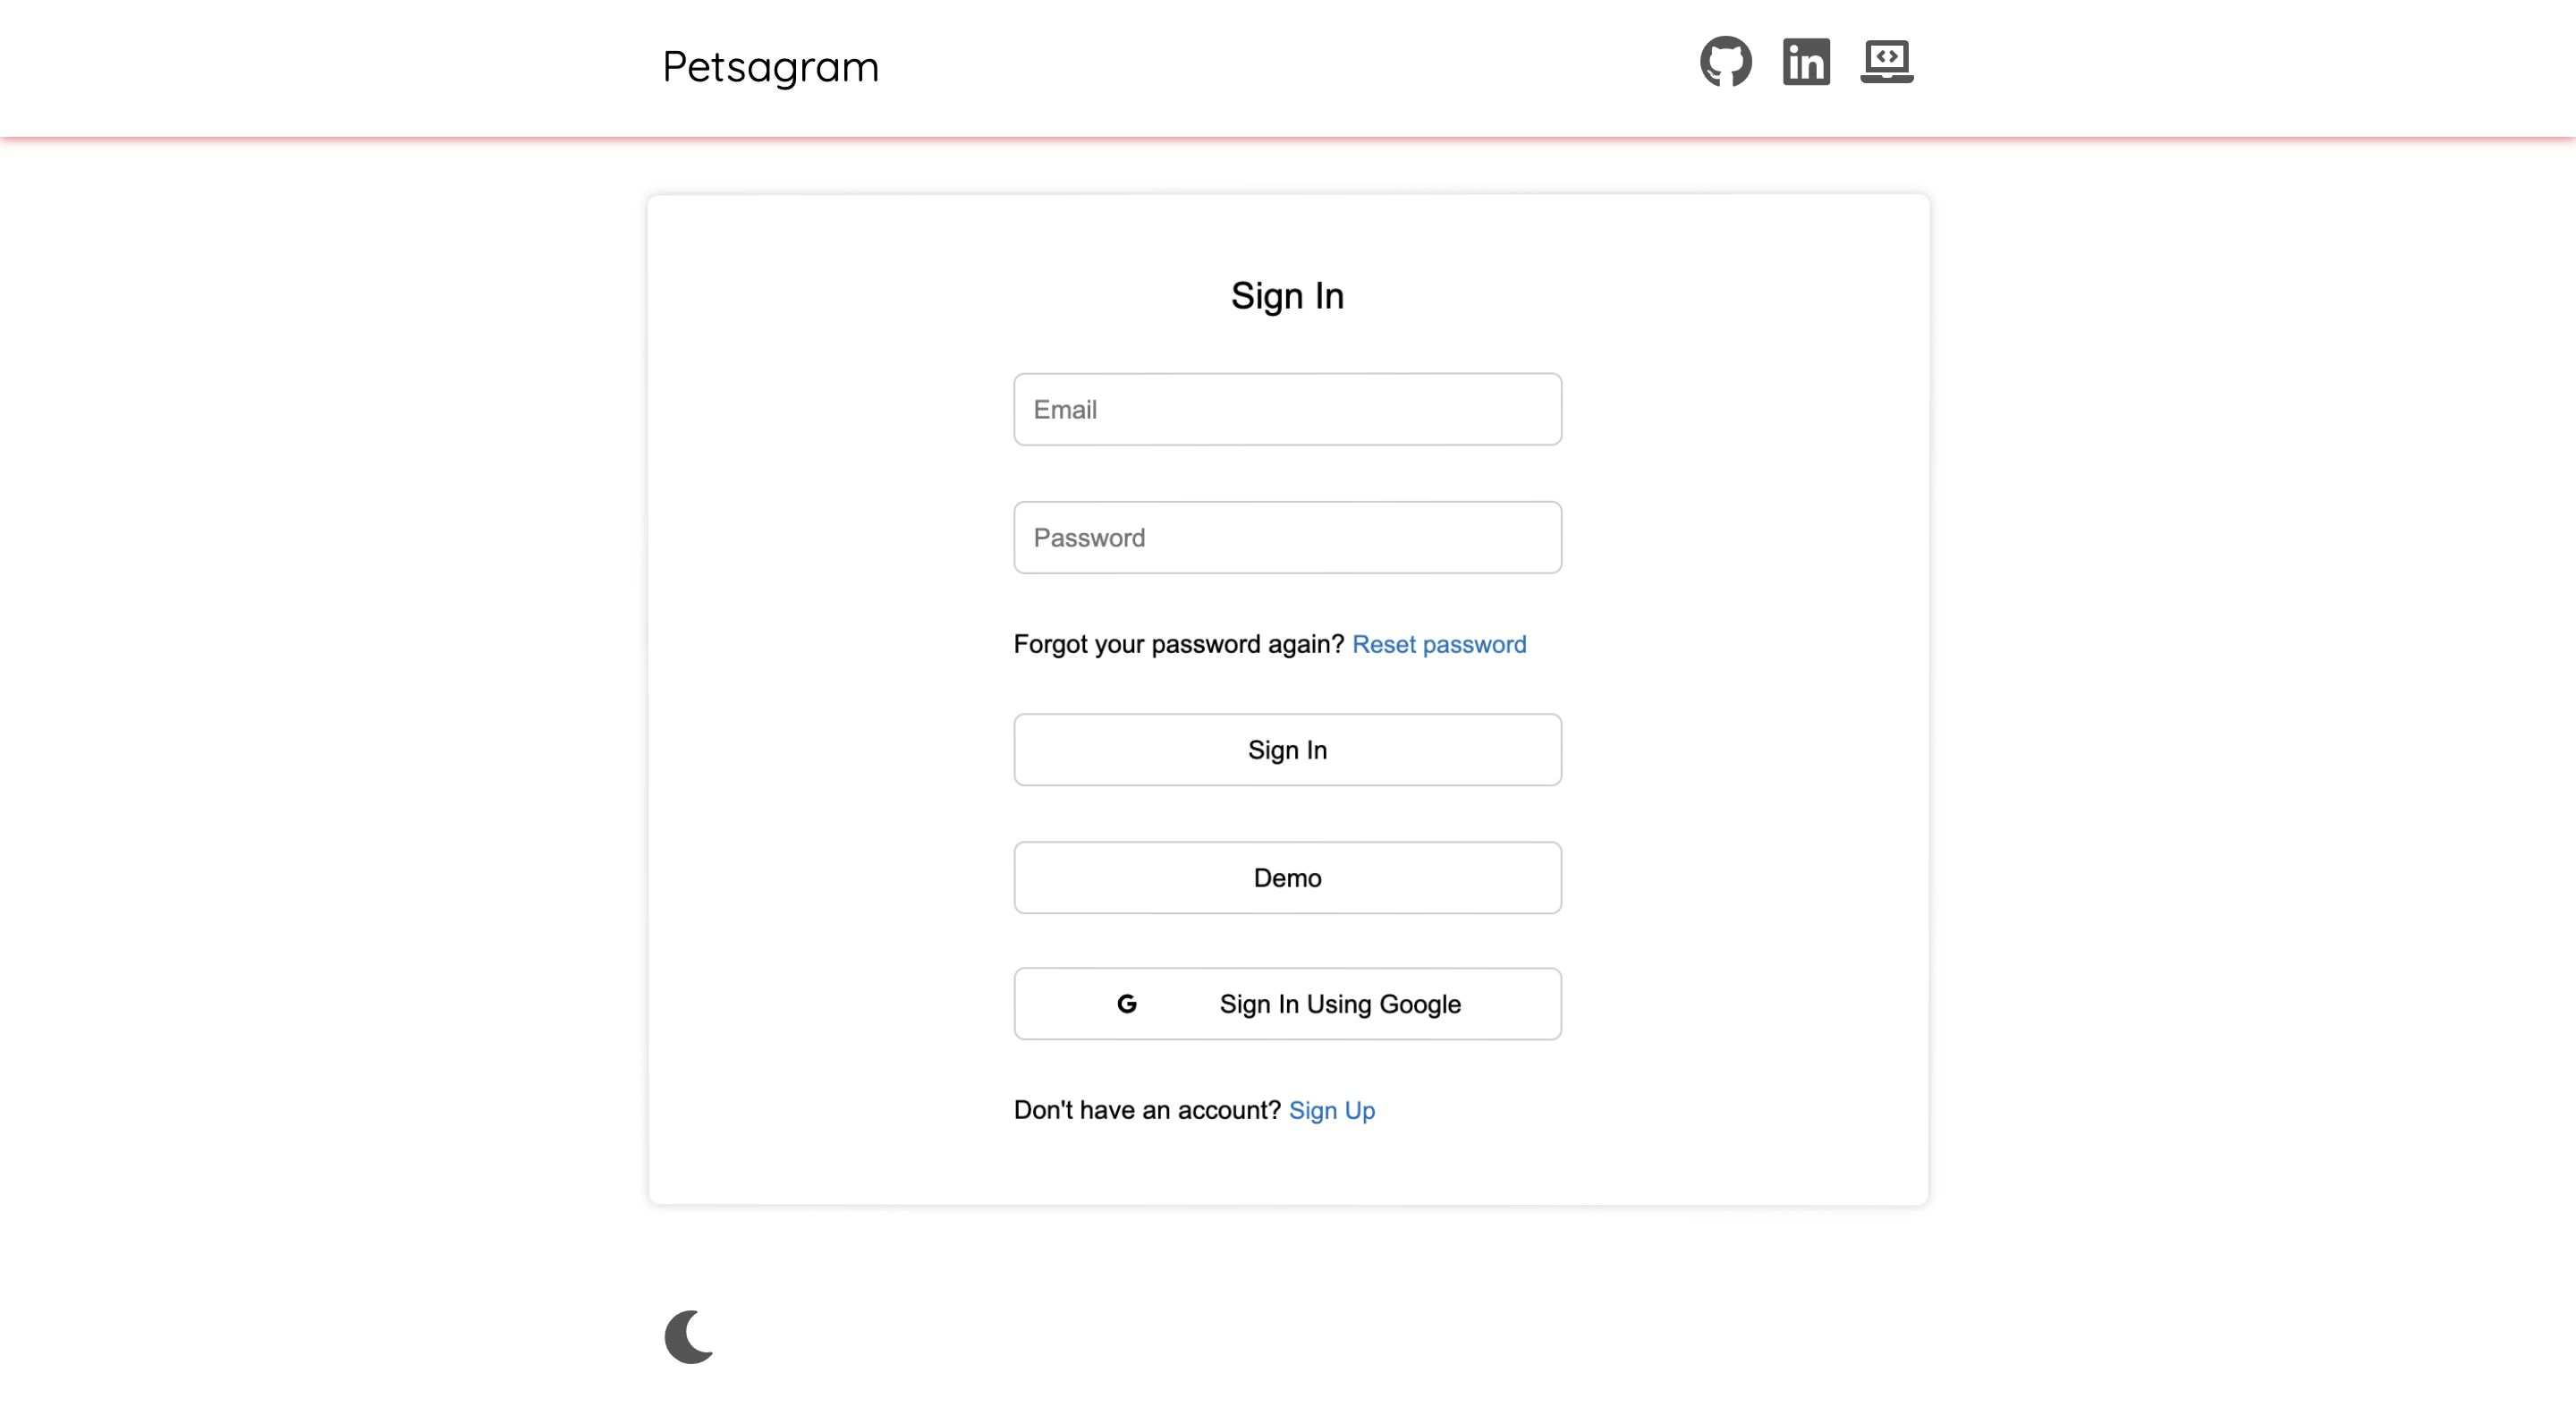 Petsagram
Sign In
Email
Password
Forgot your password again? Reset password
Sign In
Demo
Sign In Using Google
Don't have an account? Sign Up